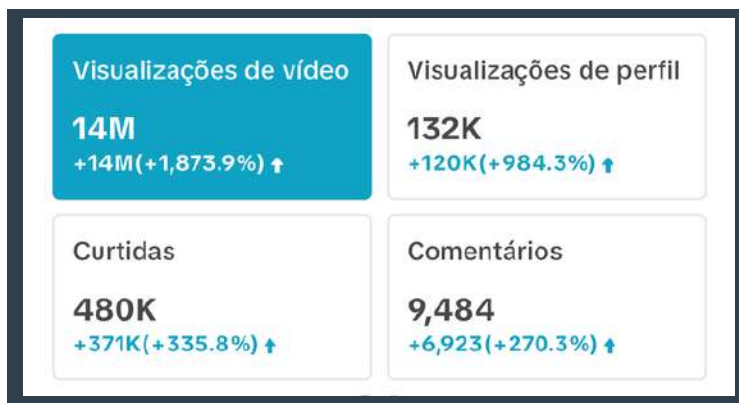 Visualizações de vídeo
14M
+14M(+1,873.9%) ↑
Visualizações de perfil
132K
+120K(+984.3%) ↑
Curtidas
480K
+371K(+335.8%) ↑
Comentários
9,484
+6,923(+270.3%) ↑